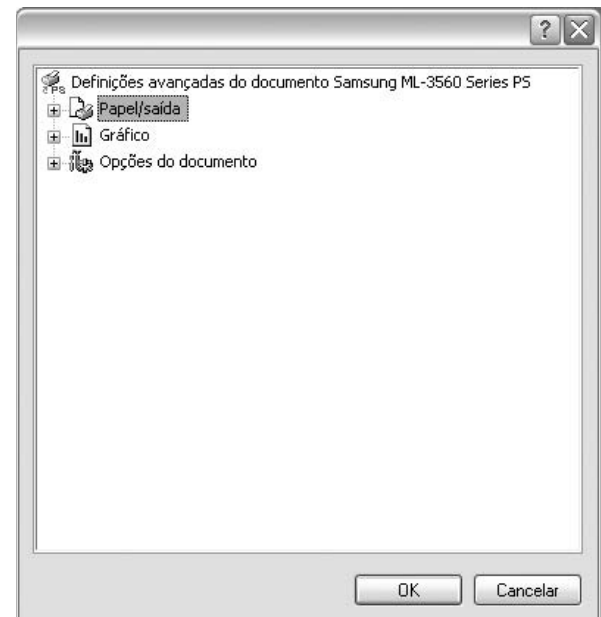 ?
Definições avançadas do documento Samsung ML-3560 Series PS
Papel/saída
Gráfico
Opções do documento
OK
Cancelar